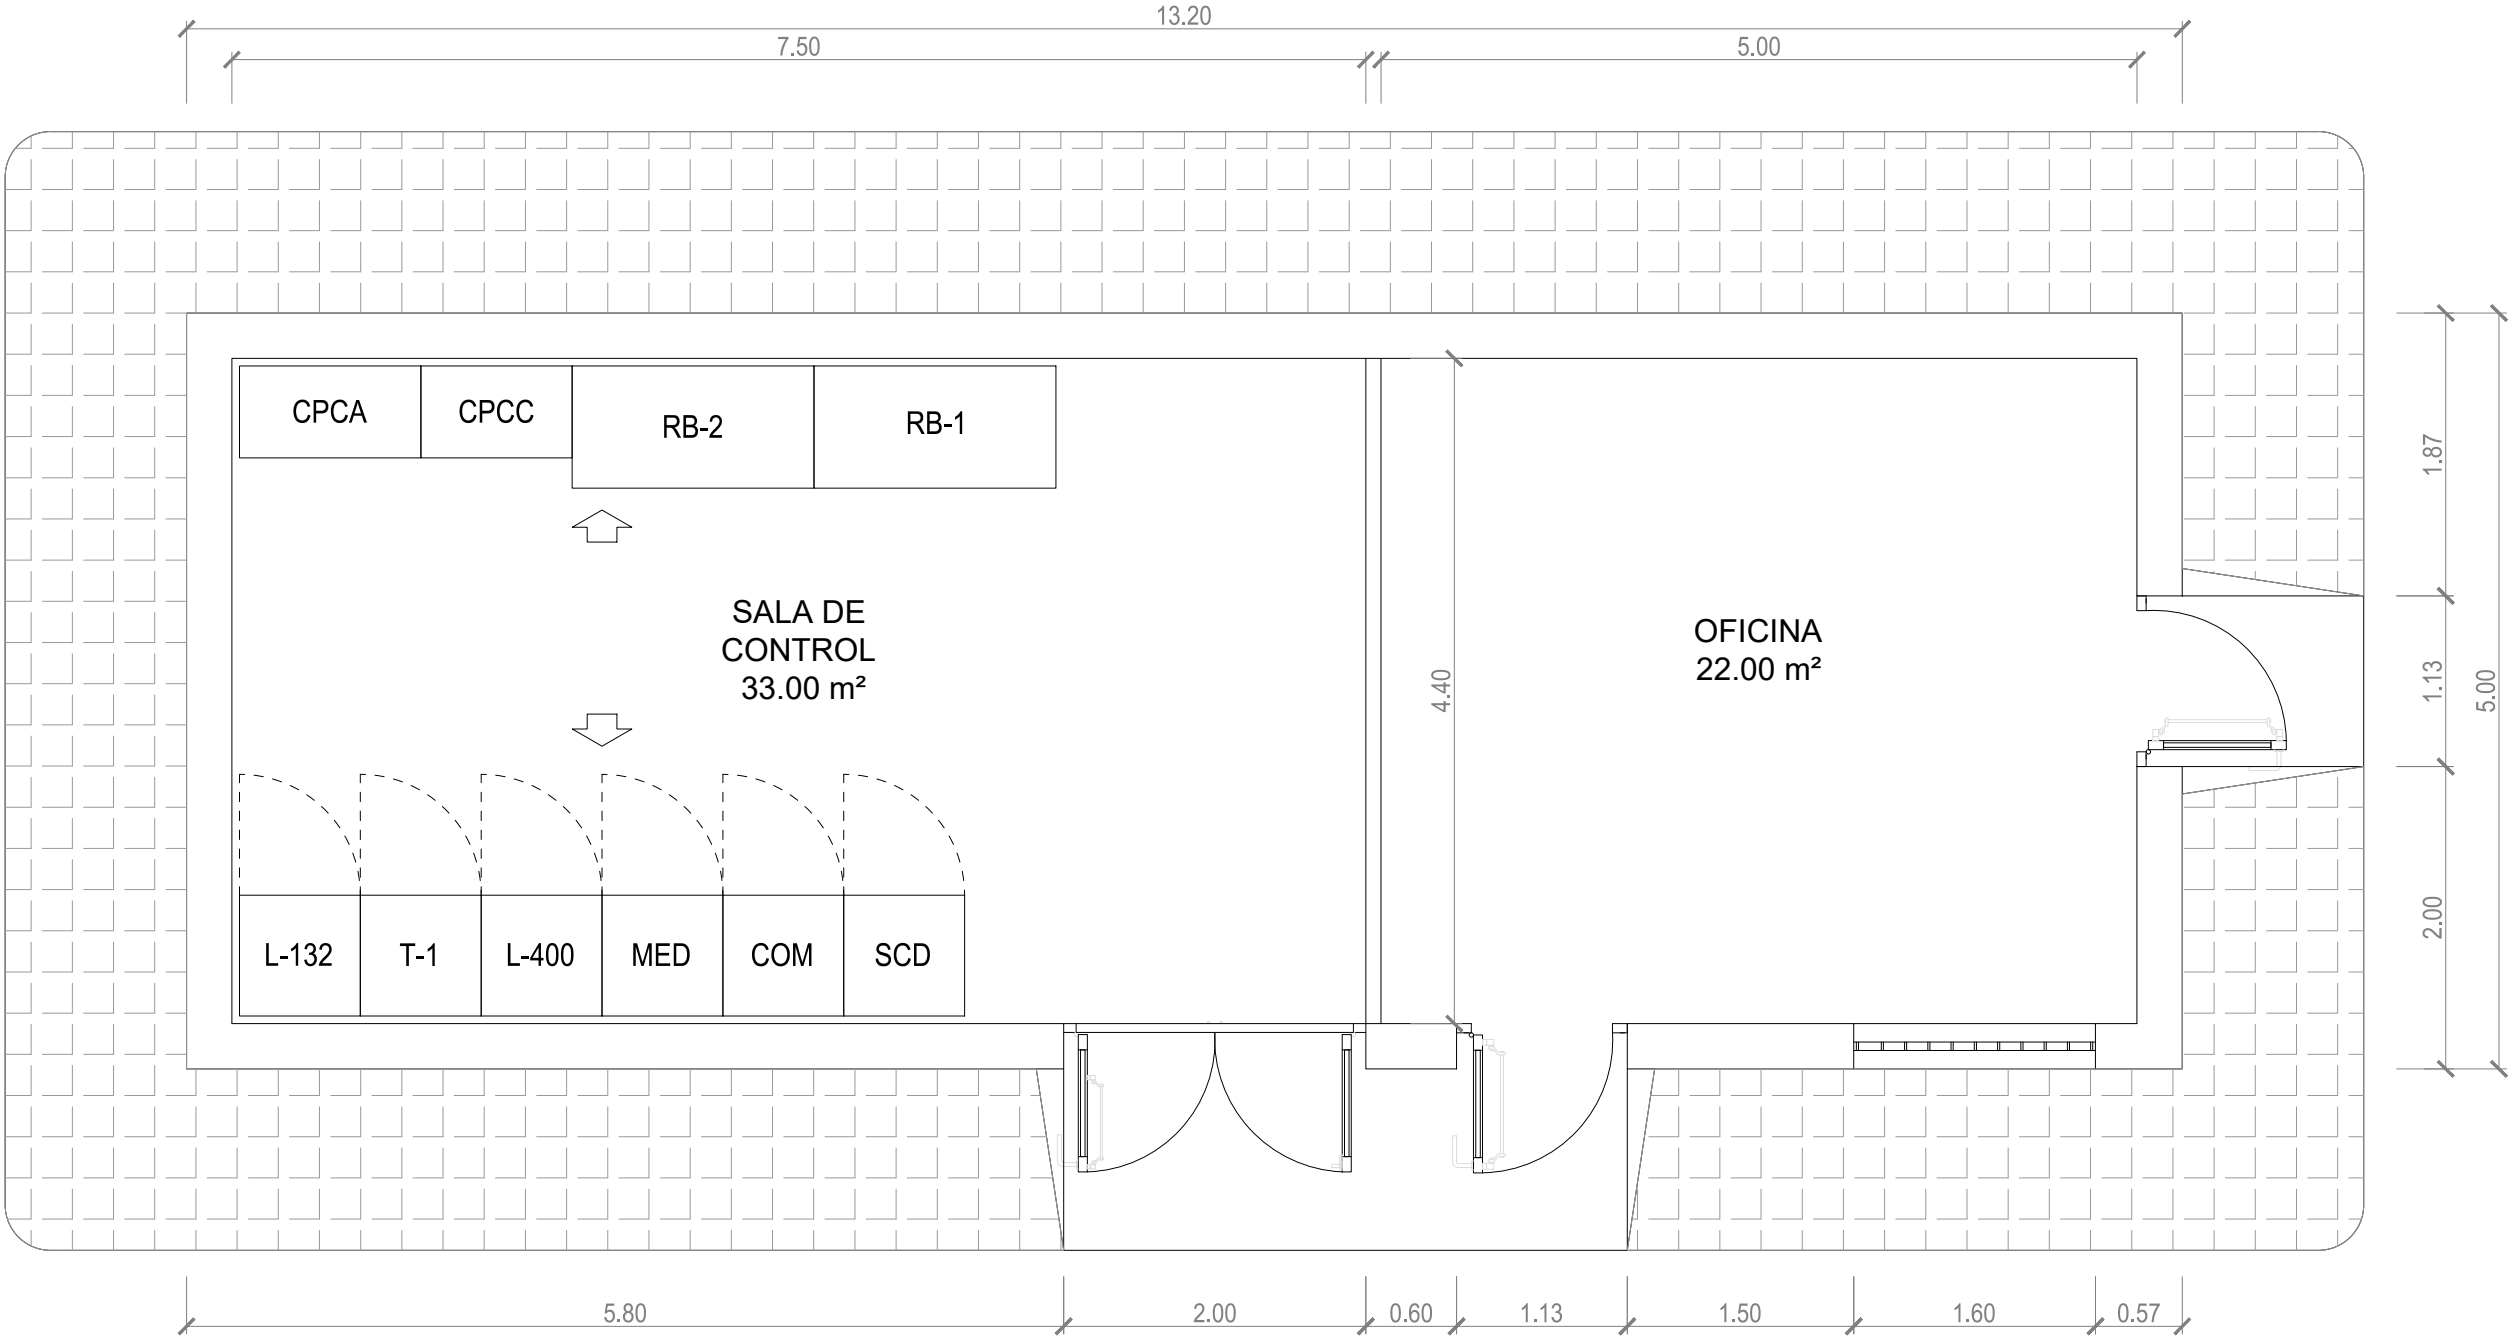 13.20
7.50
5.00
CPCA
CPCC
RB-2
RB-1
1.87
SALA DE
CONTROL
33.00 m²
OFICINA
22.00 m²
4.40
1.13
5.00
2.00
L-132
T-1
L-400
MED
COM
SCD
5.80
2.00
0.60
1.13
1.50
1.60
0.57